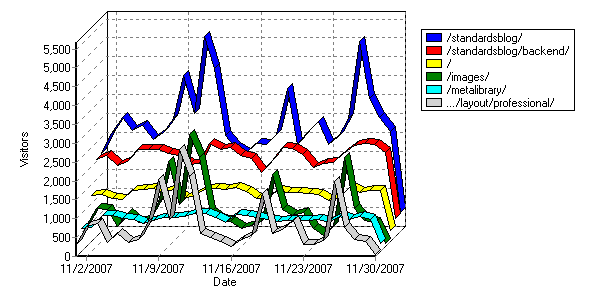 5,500
5,000
4,500
4,000
3,500
3,000
2,500
2,000
1,500
1,000
500
0
Visitors
11/2/2007 11/9/2007 11/16/2007 11/23/2007 11/30/2007
Date
/standardsblog/
/standardsblog/backend/
/
/images/
/metalibrary/
.../layout/professional/